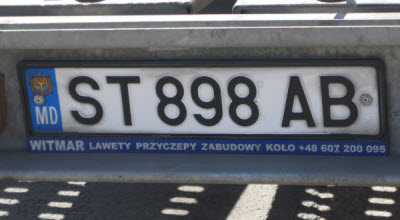 MD ST 898 AB
WITMAR LAWETY PRZYCZEPY ZABUDOWY KOŁO +48 607 200 095